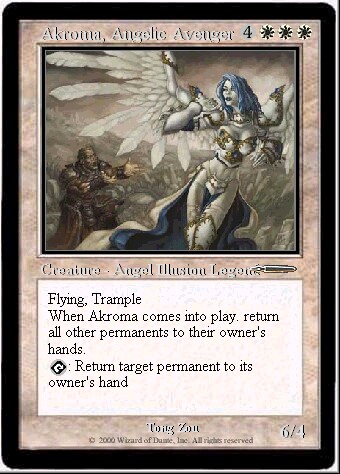 Akroma, Angelic Avenger 4
Creature - Angel Illusion Legend
Flying, Trample
When Akroma comes into play. return
all other permanents to their owner's
hands.
: Return target permanent to its
owner's hand
Tong Zou
6/4
© 2000 Wizard of Dante, Inc. All rights reserved